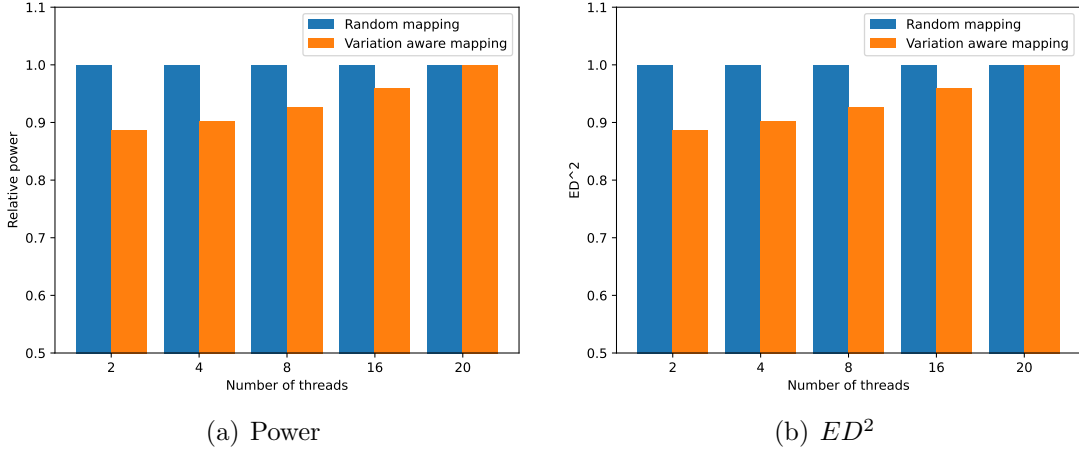 1.1
1.0
0.9
0.8
0.7
0.6
0.5
Relative power
Random mapping
Variation aware mapping
2 4 8 16 20
Number of threads
(a) Power
1.1
1.0
0.9
0.8
0.7
0.6
0.5
ED^2
Random mapping
Variation aware mapping
2 4 8 16 20
Number of threads
(b) ED²